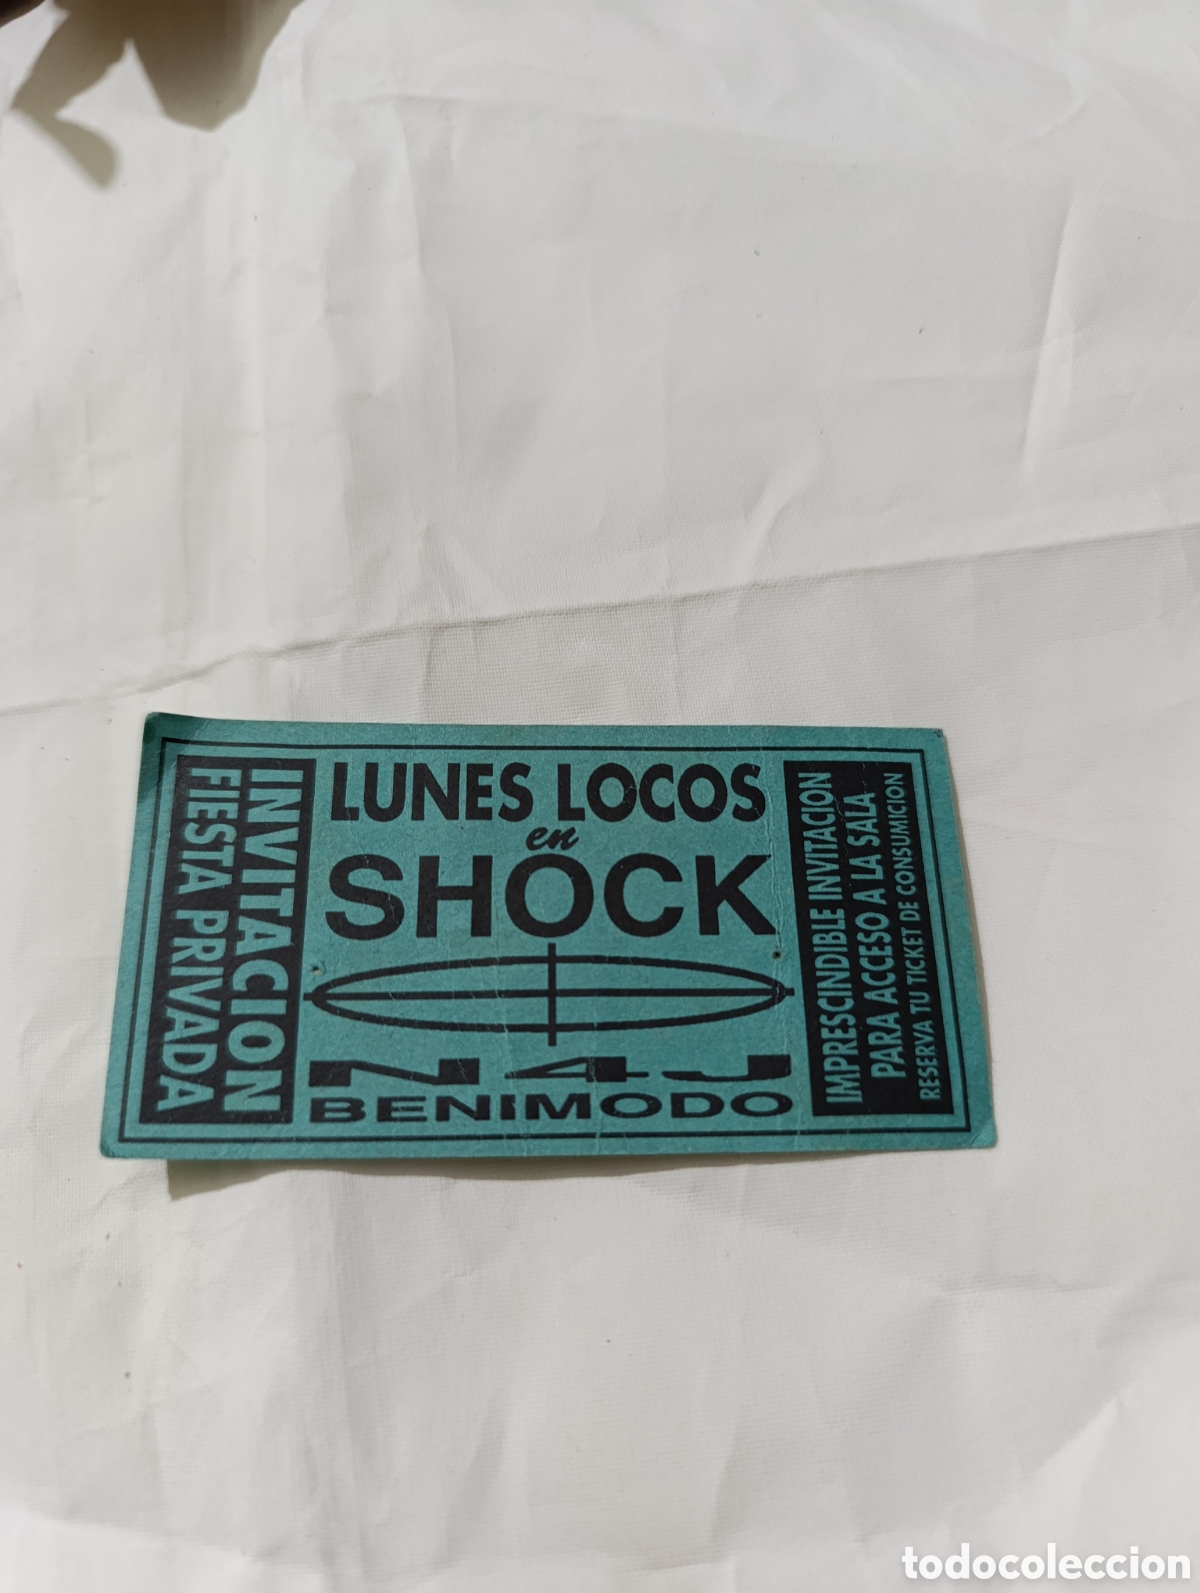 INVITACION
FIESTA PRIVADA
LUNES LOCOS
en
SHOCK
N4J
BENIMODO
IMPRESCINDIBLE INVITACION
PARA ACCESO A LA SALA
RESERVA TU TICKET DE CONSUMICION
todocoleccion